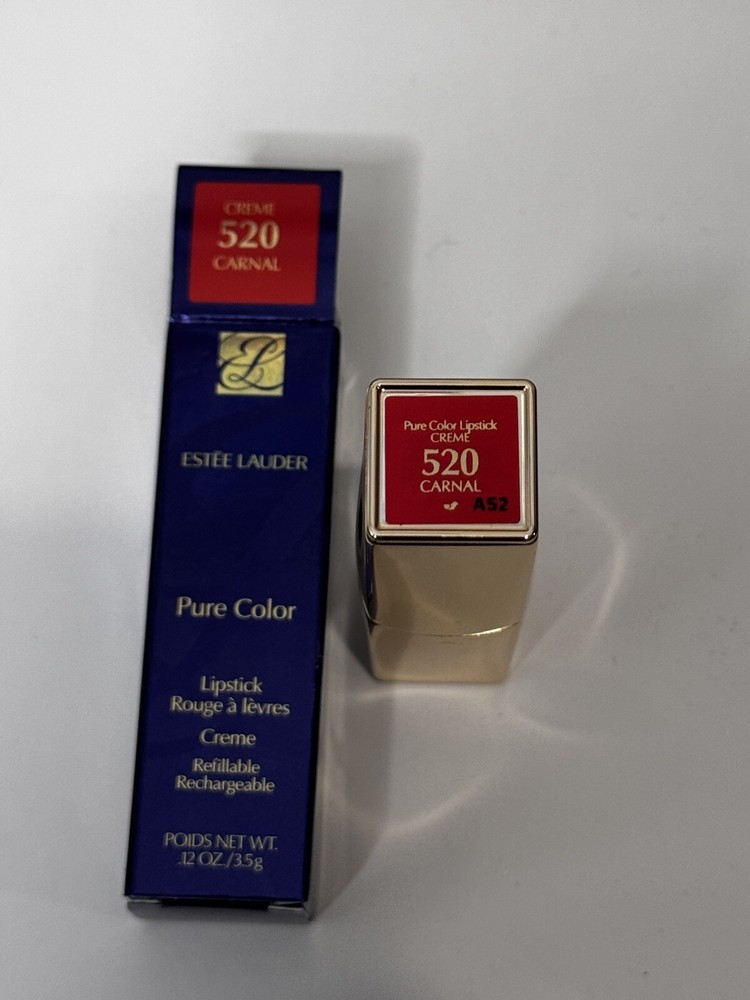 CREME
520
CARNAL
EL
ESTĒE LAUDER
Pure Color
Lipstick
Rouge à lèvres
Creme
Refillable
Rechargeable
POIDS NET WT.
.12 OZ./3.5g
Pure Color Lipstick
CREME
520
CARNAL
A52